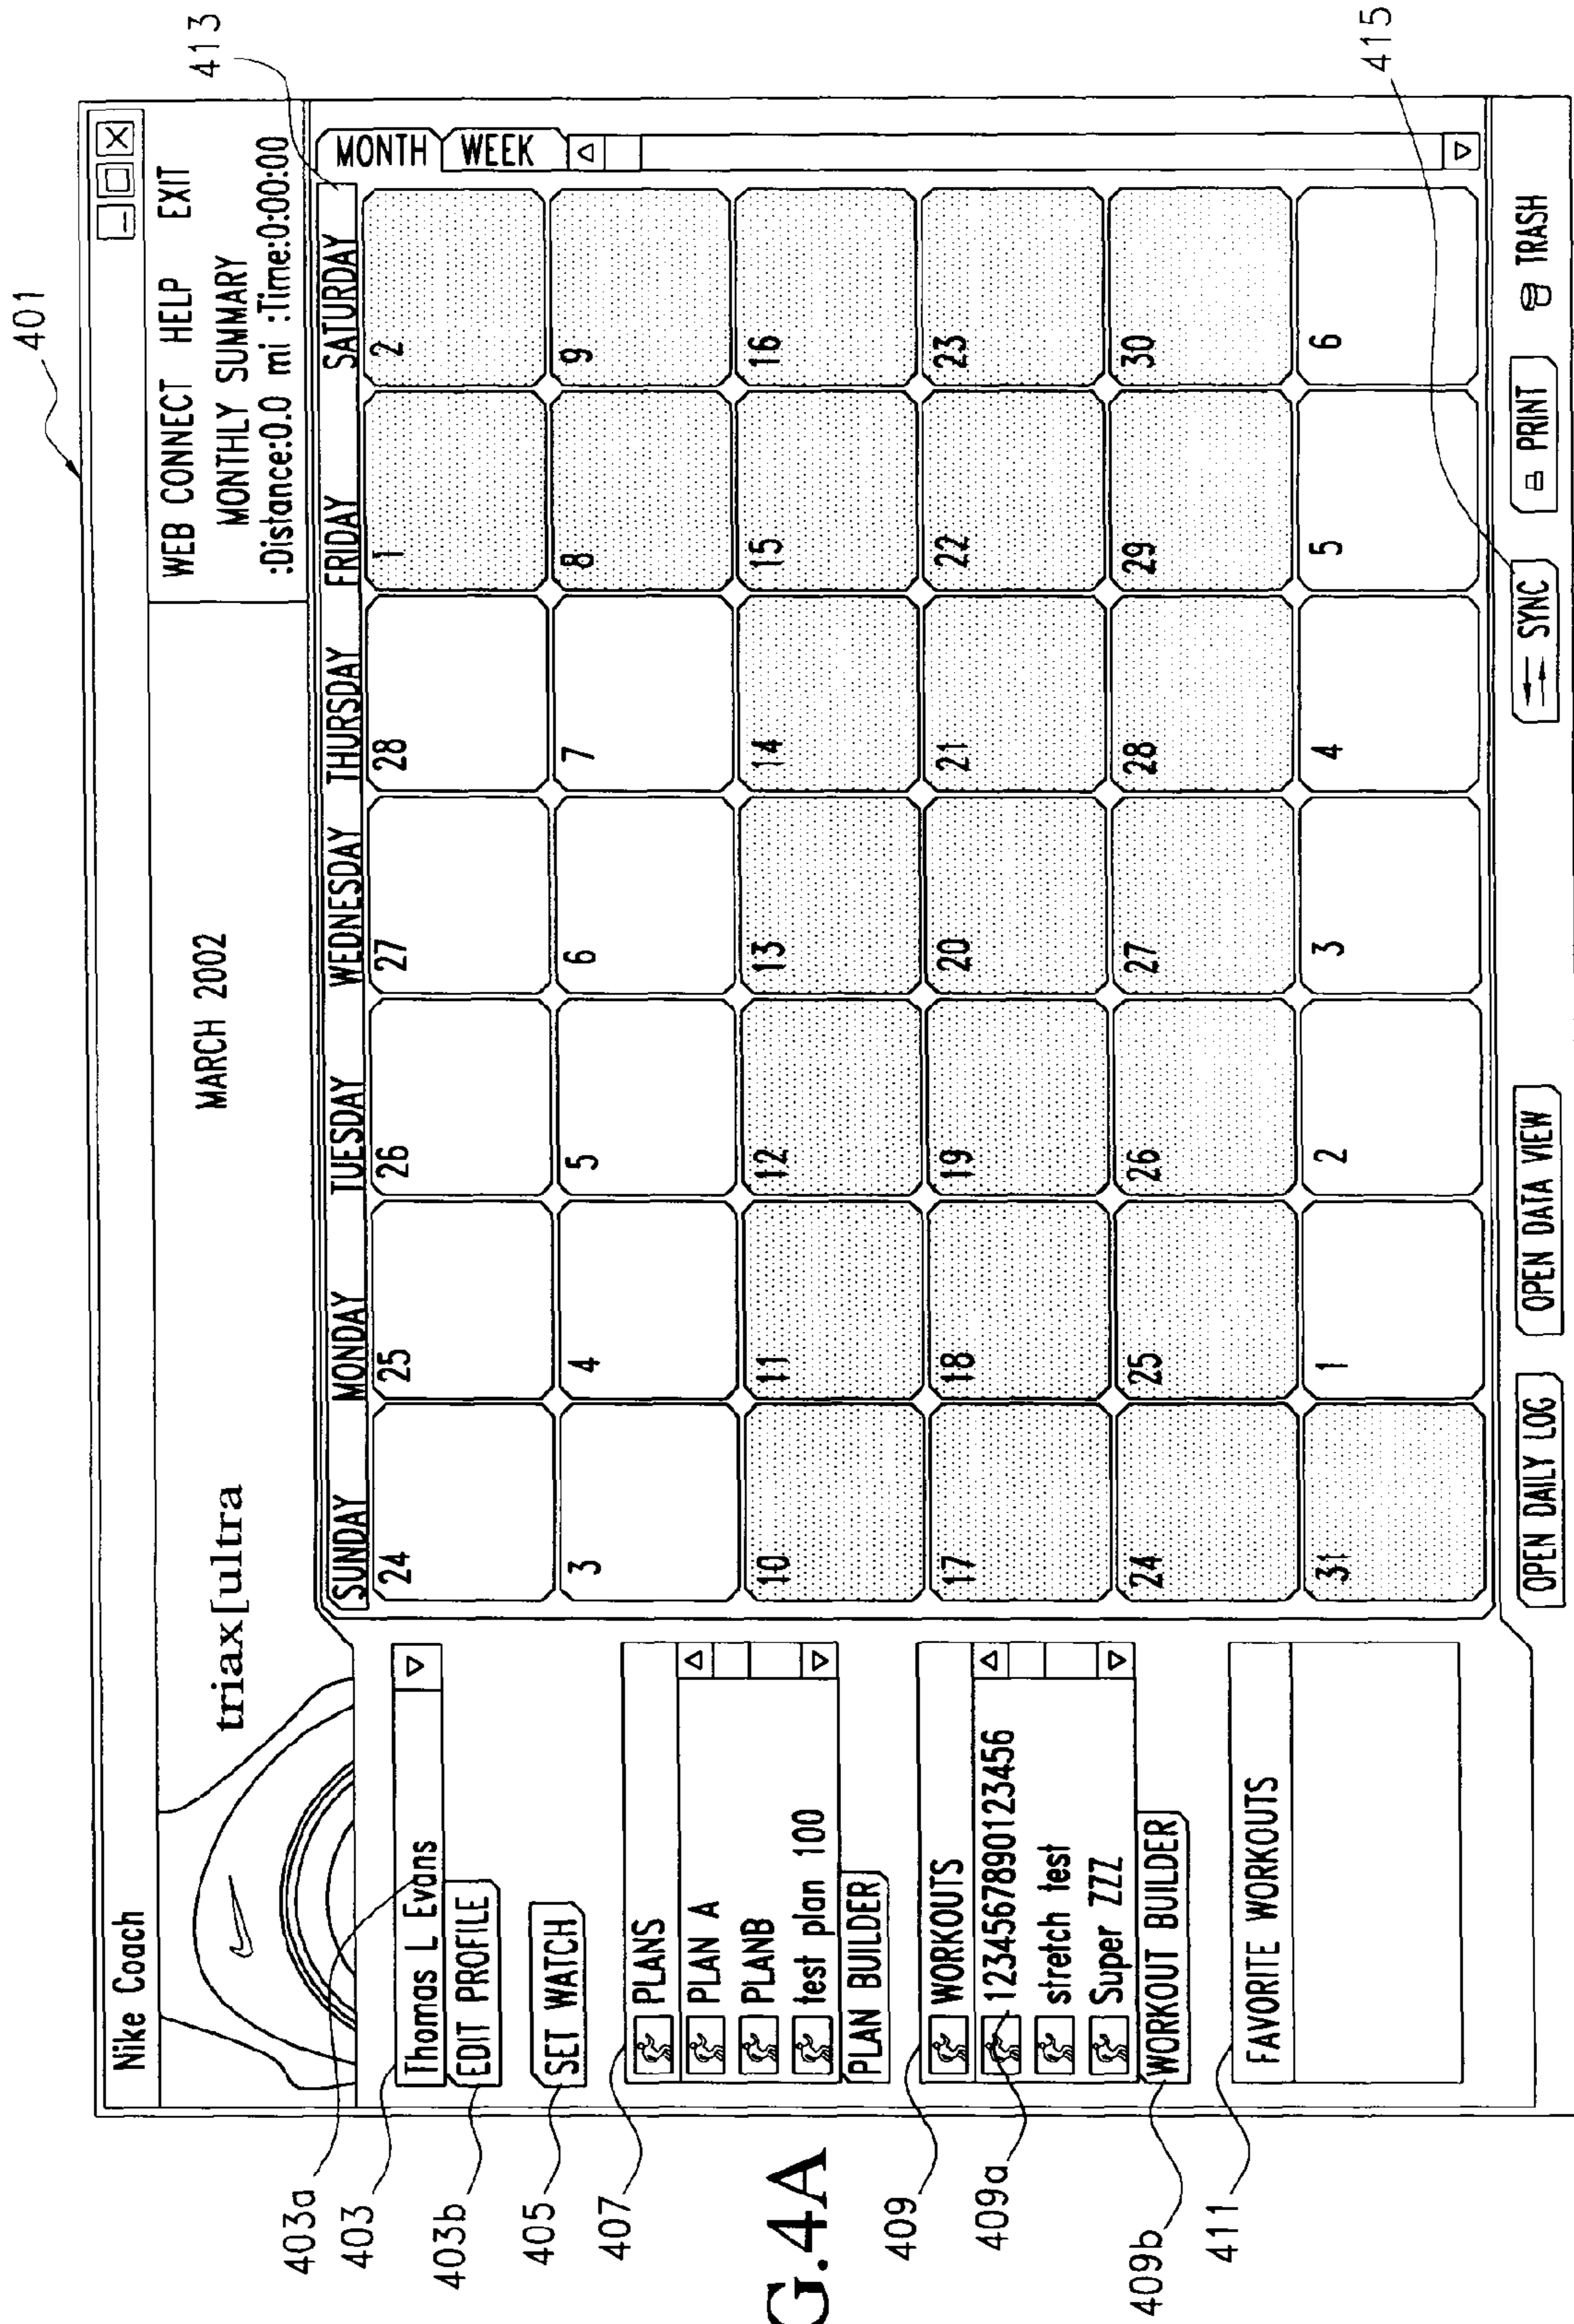 401
Nike Coach
WEB CONNECT HELP EXIT
triax[ultra
MARCH 2002
MONTHLY SUMMARY
:Distance:0.0 mi :Time:0:00:00
413
403a
403
Thomas L Evans
403b
EDIT PROFILE
405
SET WATCH
407
PLANS
PLAN A
PLANB
test plan 100
PLAN BUILDER
409
WORKOUTS
409a
1234567890123456
stretch test
Super ZZZ
409b
WORKOUT BUILDER
411
FAVORITE WORKOUTS
SUNDAY MONDAY TUESDAY WEDNESDAY THURSDAY FRIDAY SATURDAY
24 25 26 27 28 1 2
3 4 5 6 7 8 9
10 11 12 13 14 15 16
17 18 19 20 21 22 23
24 25 26 27 28 29 30
31 1 2 3 4 5 6
MONTH
WEEK
OPEN DAILY LOG OPEN DATA VIEW SYNC PRINT TRASH
415
G.4A